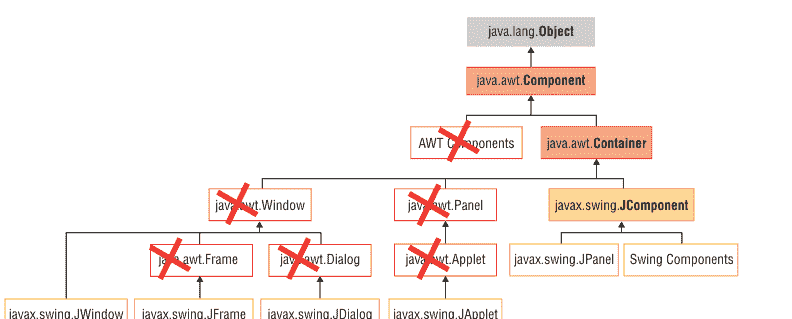 java.lang.Object
java.awt.Component
AWT Components
java.awt.Container
java.awt.Window
java.awt.Panel
javax.swing.JComponent
java.awt.Frame
java.awt.Dialog
java.awt.Applet
javax.swing.JPanel
Swing Components
javax.swing.JWindow
javax.swing.JFrame
javax.swing.JDialog
javax.swing.JApplet